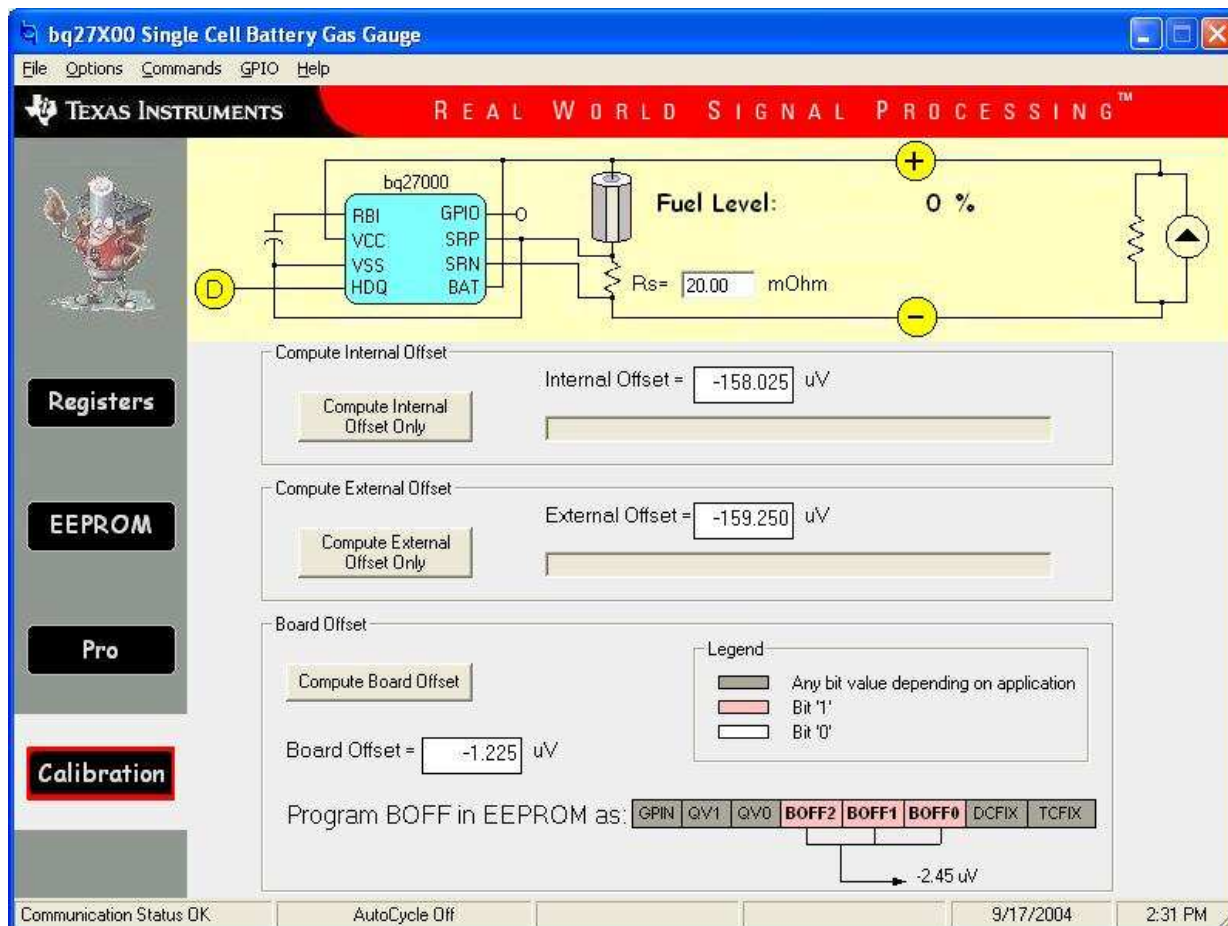 bq27X00 Single Cell Battery Gas Gauge
File Options Commands GPIO Help
TEXAS INSTRUMENTS
REAL WORLD SIGNAL PROCESSING™
bq27000
RBI GPIO
VCC SRP
VSS SRN
HDQ BAT
D
+
Fuel Level: 0 %
Rs= 20.00 mOhm
−
Registers
EEPROM
Pro
Calibration
Compute Internal Offset
Compute Internal
Offset Only
Internal Offset = -158.025 uV
Compute External Offset
Compute External
Offset Only
External Offset = -159.250 uV
Board Offset
Compute Board Offset
Legend
Any bit value depending on application
Bit '1'
Bit '0'
Board Offset = -1.225 uV
Program BOFF in EEPROM as: GPIN QV1 QV0 BOFF2 BOFF1 BOFF0 DCFIX TCFIX
-2.45 uV
Communication Status OK AutoCycle Off 9/17/2004 2:31 PM